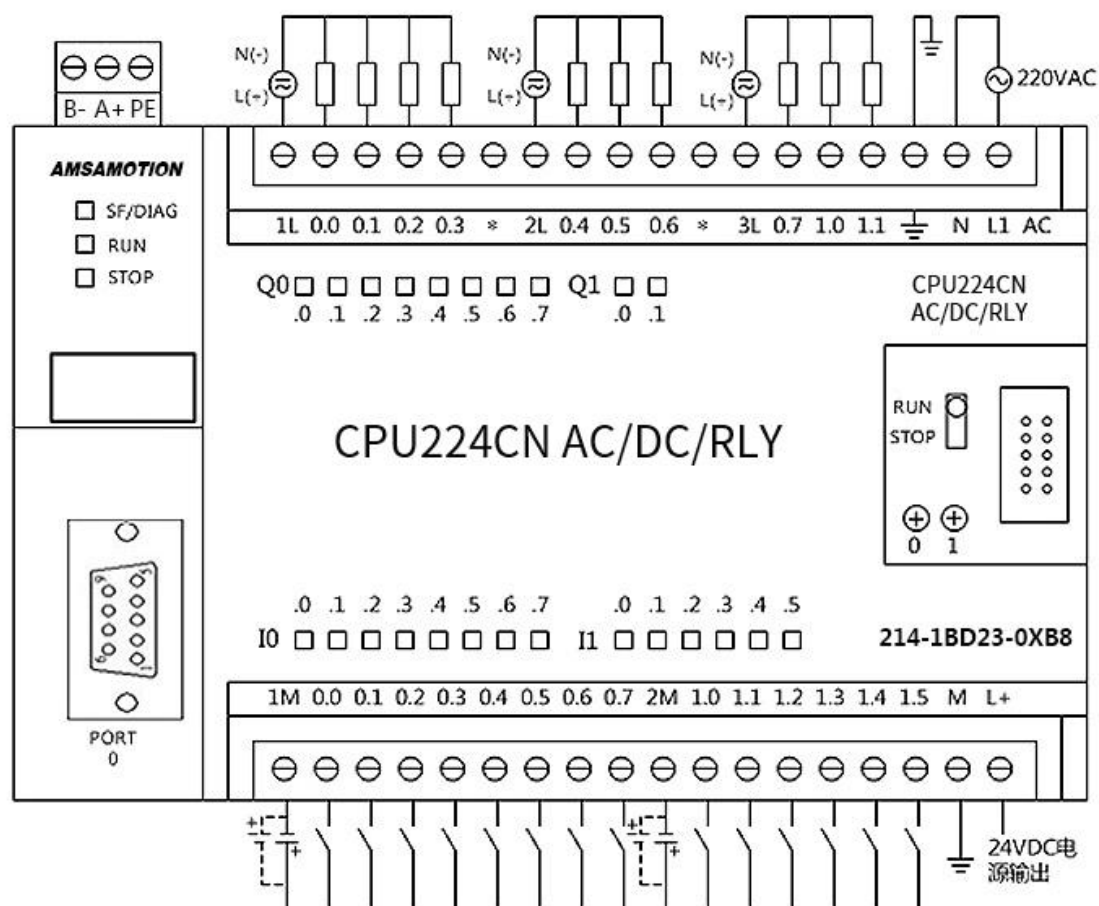 N(-)
N(-)
N(-)
L(+)
L(+)
L(+)
220VAC
B- A+ PE
AMSAMOTION
SF/DIAG
RUN
STOP
1L 0.0 0.1 0.2 0.3 * 2L 0.4 0.5 0.6 * 3L 0.7 1.0 1.1 N L1 AC
Q0
.0 .1 .2 .3 .4 .5 .6 .7
Q1
.0 .1
CPU224CN
AC/DC/RLY
RUN
STOP
0 1
CPU224CN AC/DC/RLY
.0 .1 .2 .3 .4 .5 .6 .7
I0
.0 .1 .2 .3 .4 .5
I1
214-1BD23-0XB8
1M 0.0 0.1 0.2 0.3 0.4 0.5 0.6 0.7 2M 1.0 1.1 1.2 1.3 1.4 1.5 M L+
PORT
0
24VDC电
源输出